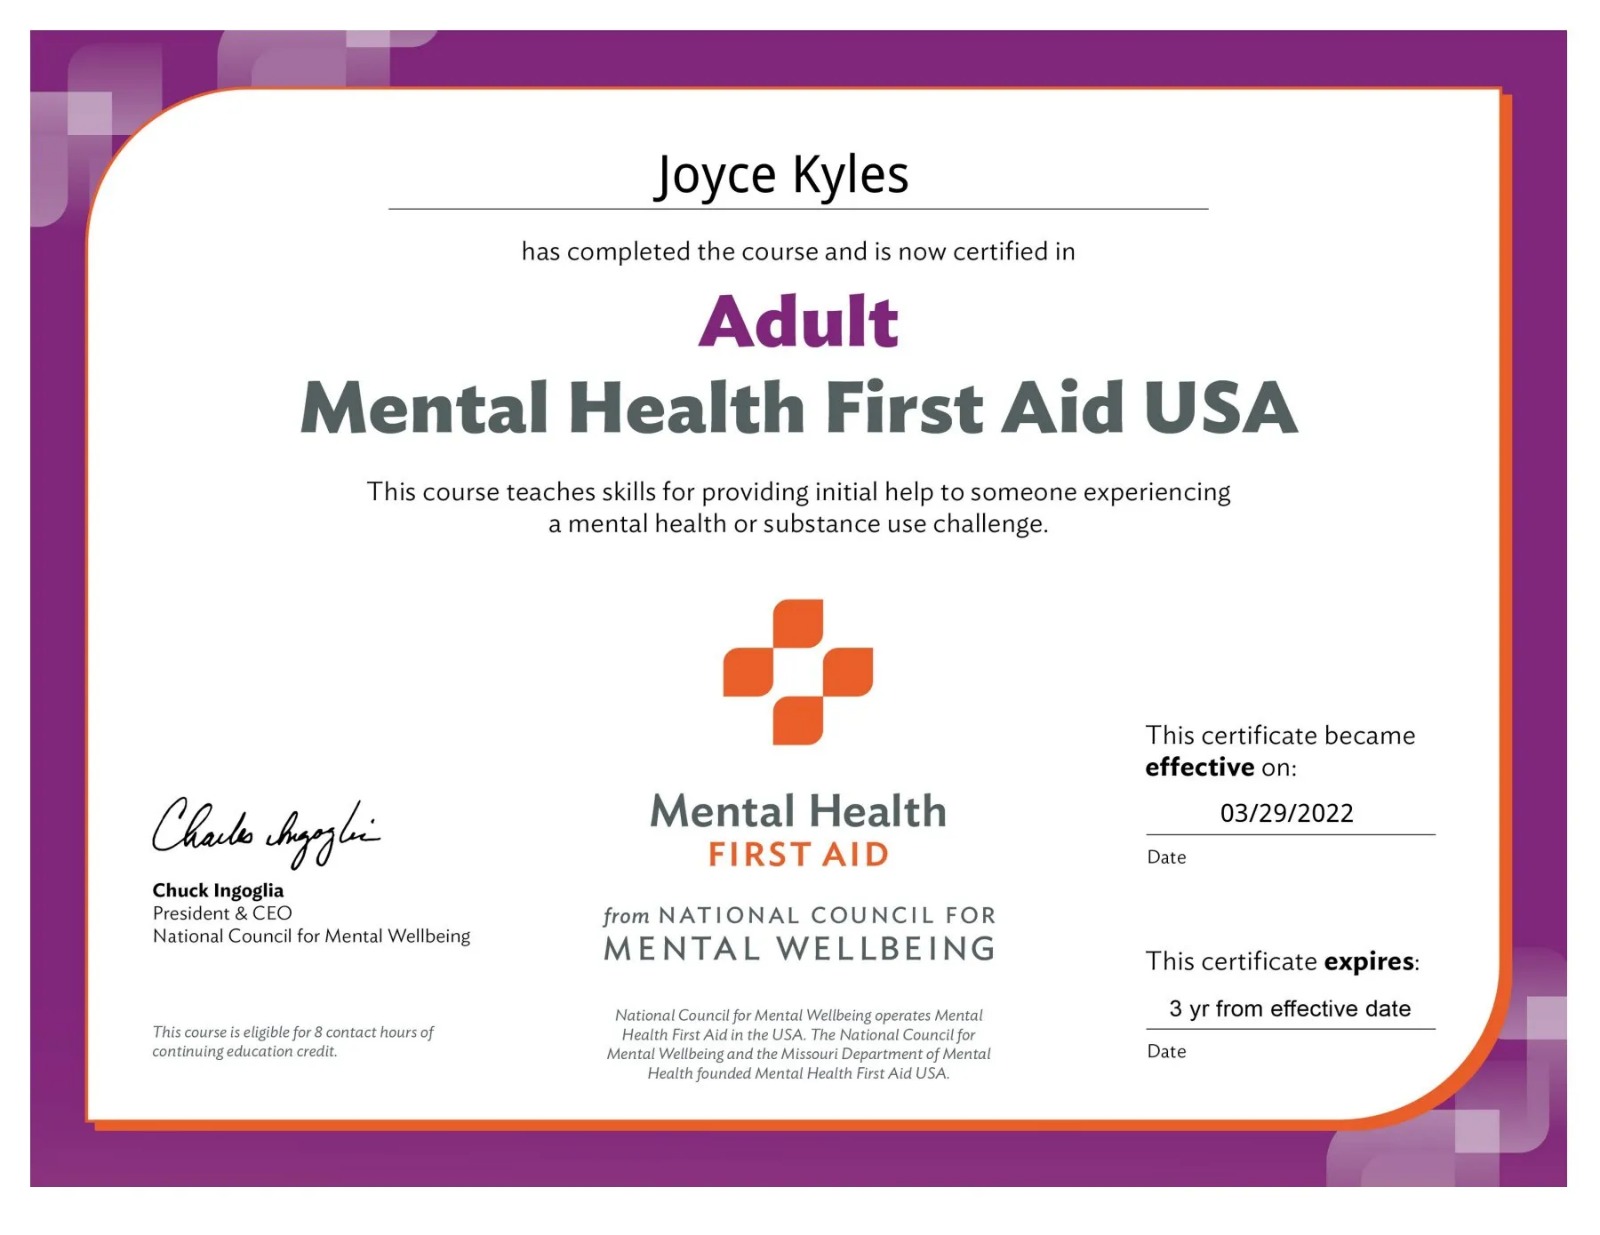 Joyce Kyles
has completed the course and is now certified in
Adult
Mental Health First Aid USA
This course teaches skills for providing initial help to someone experiencing
a mental health or substance use challenge.
Mental Health
FIRST AID
from NATIONAL COUNCIL FOR
MENTAL WELLBEING
National Council for Mental Wellbeing operates Mental
Health First Aid in the USA. The National Council for
Mental Wellbeing and the Missouri Department of Mental
Health founded Mental Health First Aid USA.
Charles Ingoglia
Chuck Ingoglia
President & CEO
National Council for Mental Wellbeing
This course is eligible for 8 contact hours of
continuing education credit.
This certificate became
effective on:
03/29/2022
Date
This certificate expires:
3 yr from effective date
Date